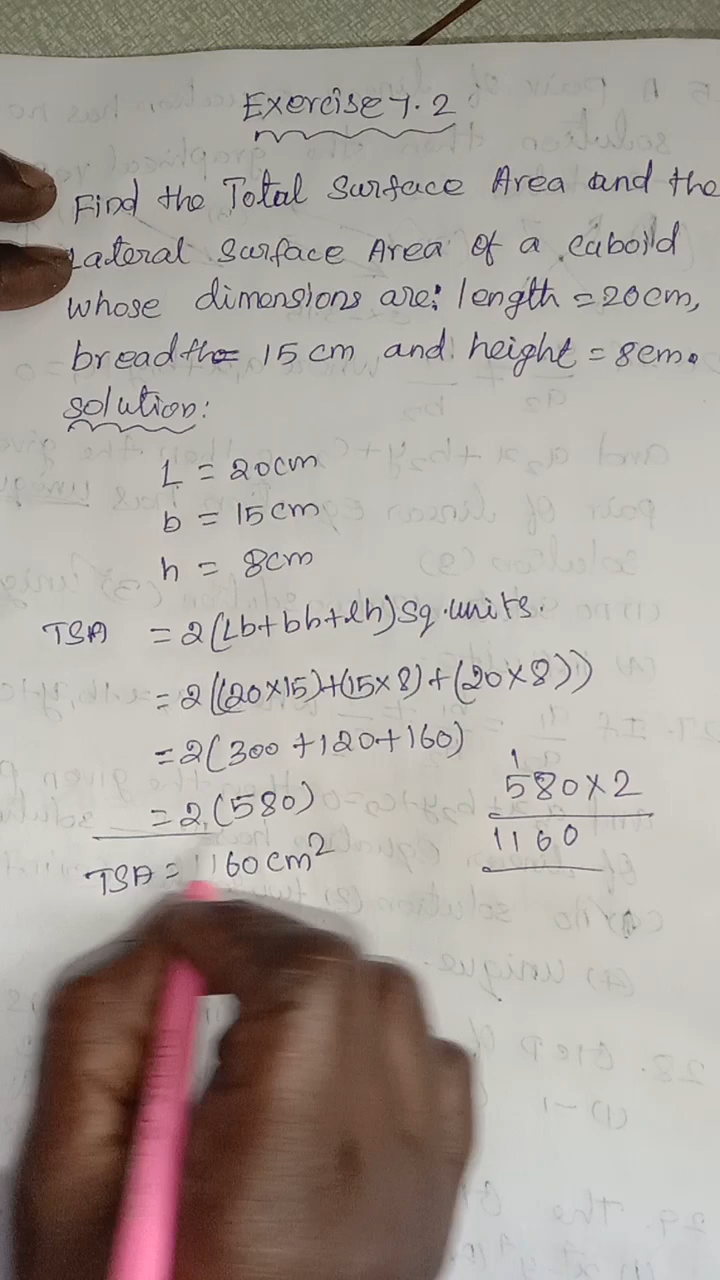 Exercise 7.2
Find the Total Surface Area and the
Lateral Surface Area of a cuboid
whose dimensions are: length = 20cm,
breadth = 15 cm and height = 8cm.
solution:
L = 20cm
b = 15cm
h = 8cm
TSA = 2(Lb+bh+lh) Sq.units.
= 2((20×15)+(15×8)+(20×8))
= 2(300+120+160)
= 2(580)
580×2
1
1160
TSA = 1160cm²